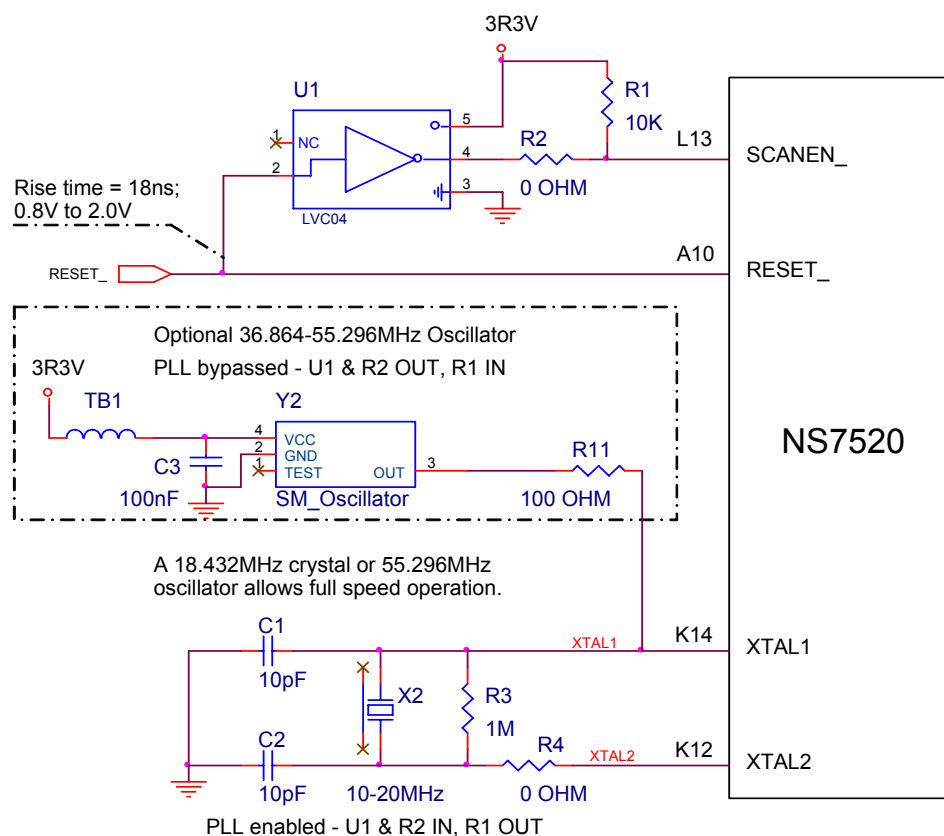 3R3V
U1
R1
10K
5
1
NC
R2
4
2
L13
SCANEN_
3
0 OHM
LVC04
Rise time = 18ns;
0.8V to 2.0V
A10
RESET_
RESET_
Optional 36.864-55.296MHz Oscillator
PLL bypassed - U1 & R2 OUT, R1 IN
3R3V
TB1
Y2
NS7520
4
VCC
2
GND
1
TEST
OUT
3
R11
C3
100nF
SM_Oscillator
100 OHM
A 18.432MHz crystal or 55.296MHz
oscillator allows full speed operation.
C1
XTAL1
K14
XTAL1
10pF
X2
R3
1M
C2
R4
XTAL2
K12
XTAL2
10pF
10-20MHz
0 OHM
PLL enabled - U1 & R2 IN, R1 OUT